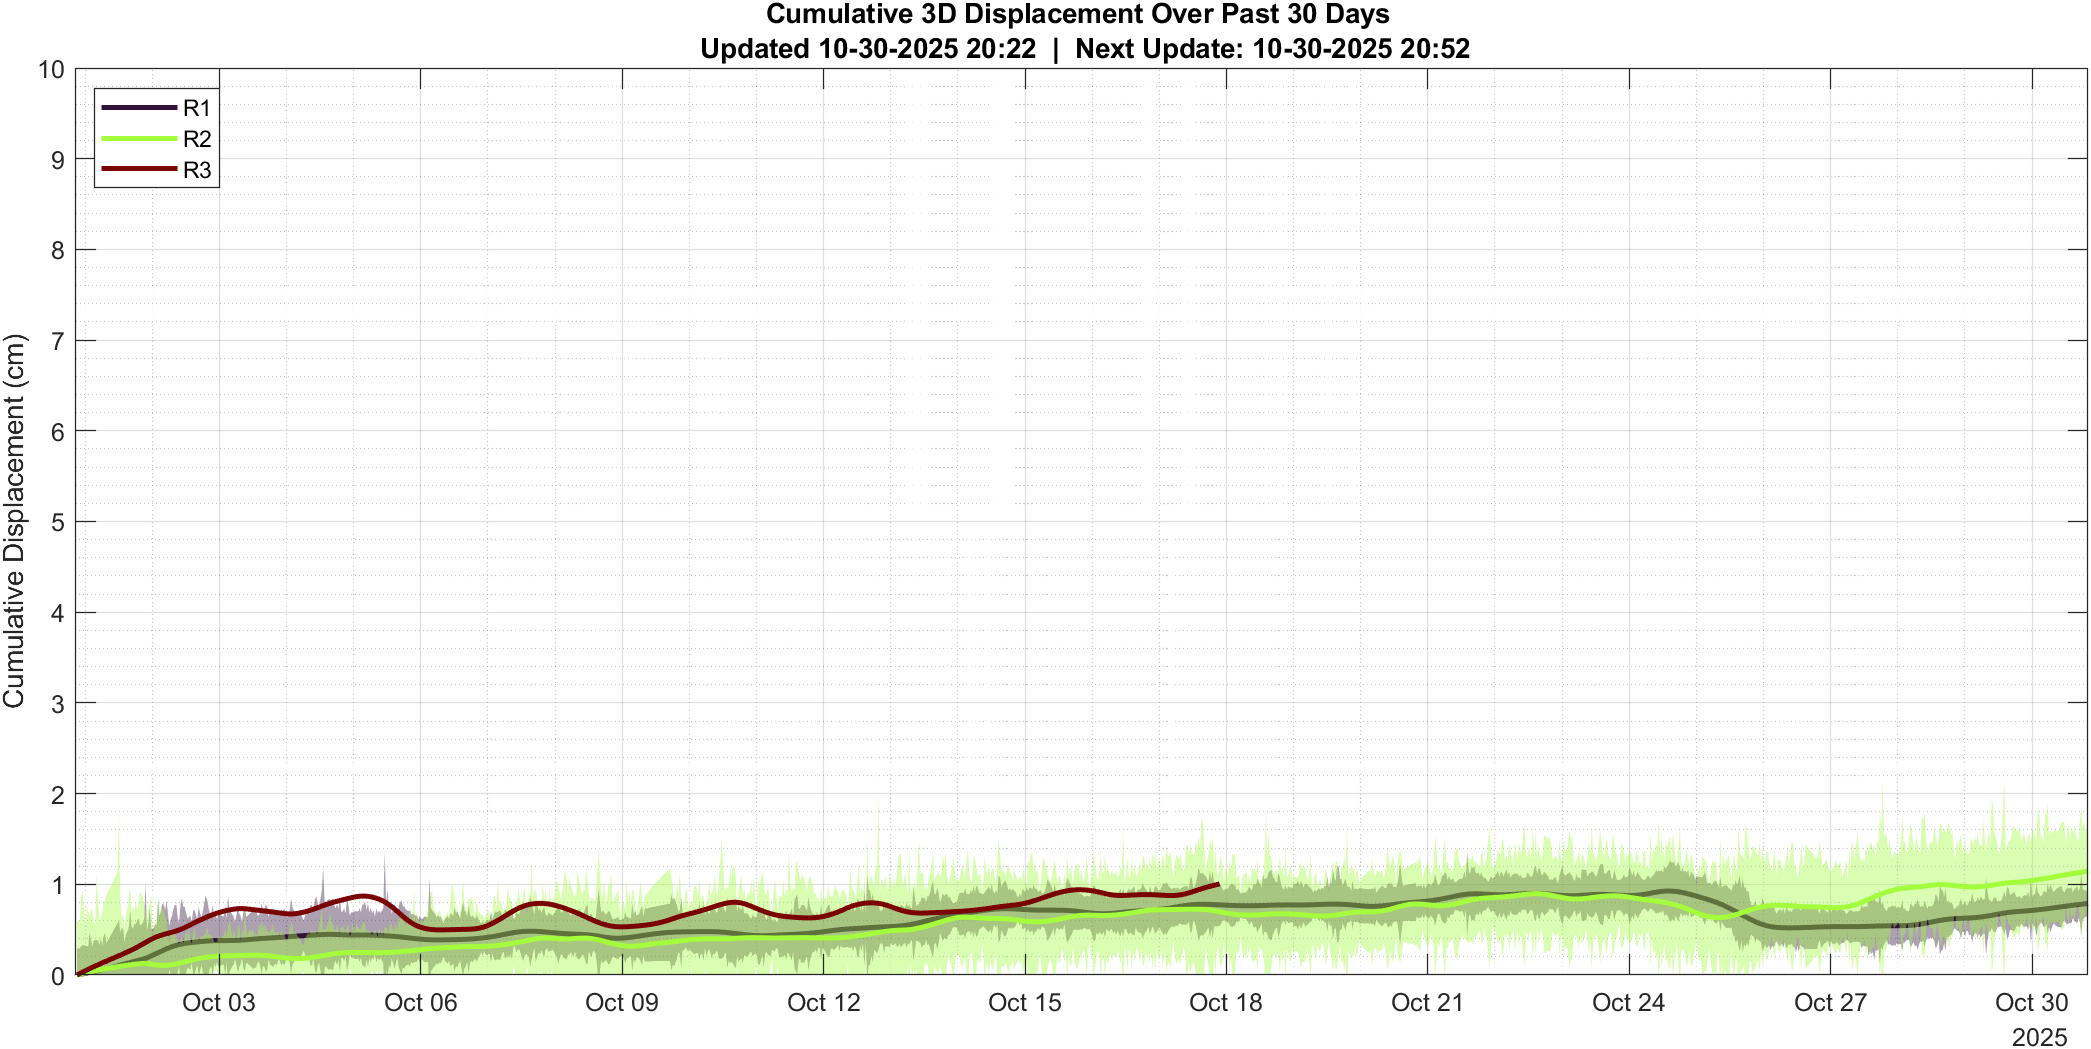 Cumulative 3D Displacement Over Past 30 Days
Updated 10-30-2025 20:22 | Next Update: 10-30-2025 20:52
Cumulative Displacement (cm)
10
9
8
7
6
5
4
3
2
1
0
R1
R2
R3
Oct 03 Oct 06 Oct 09 Oct 12 Oct 15 Oct 18 Oct 21 Oct 24 Oct 27 Oct 30
2025